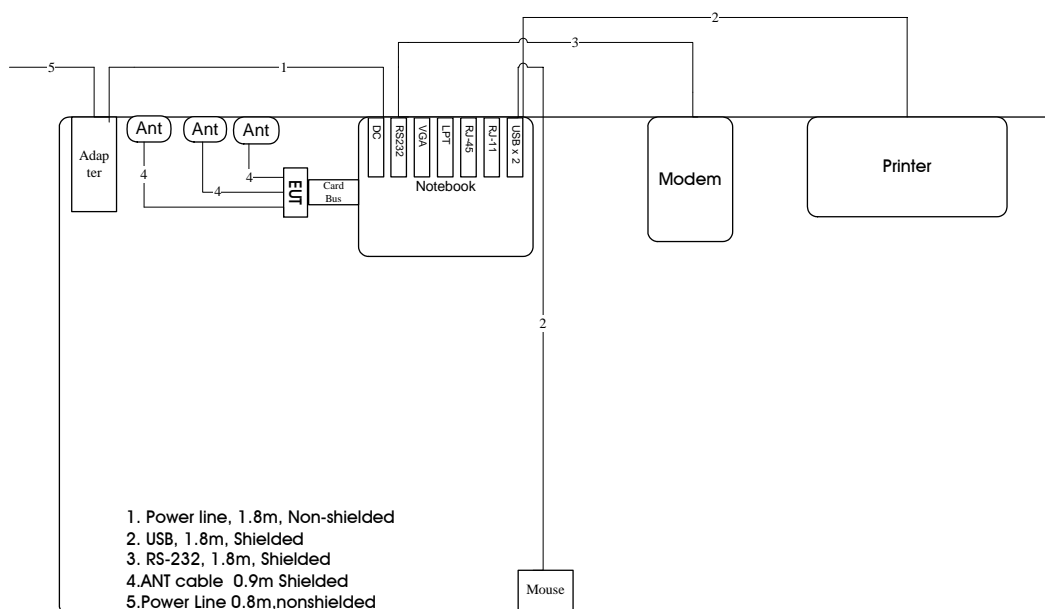 2
3
5
1
Ant
Ant
Ant
DC
RS232
VGA
LPT
RJ-45
RJ-11
USB x 2
Adap
ter
4
4
4
EUT
Card
Bus
Notebook
Modem
Printer
2
1. Power line, 1.8m, Non-shielded
2. USB, 1.8m, Shielded
3. RS-232, 1.8m, Shielded
4.ANT cable  0.9m Shielded
5.Power Line 0.8m,nonshielded
Mouse